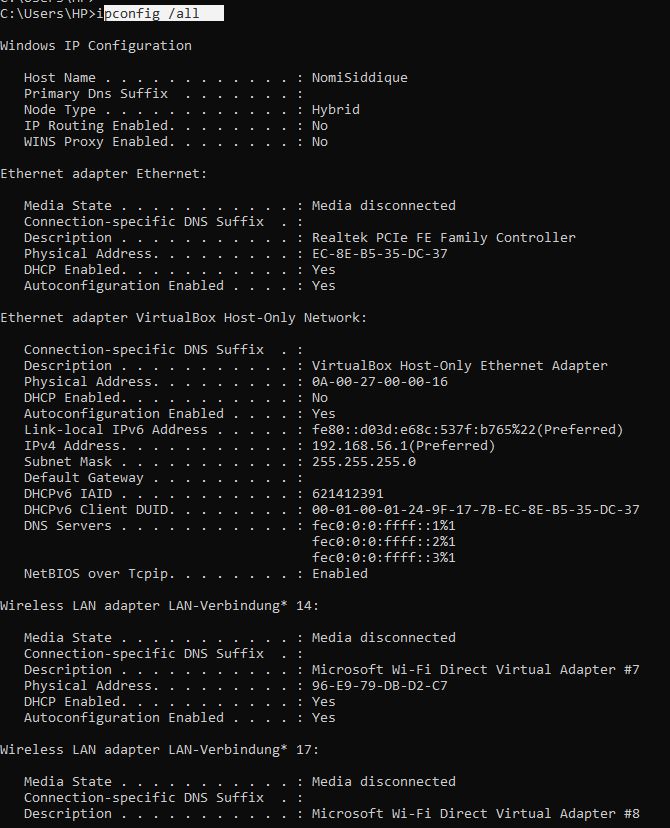 C:\Users\HP>ipconfig /all
Windows IP Configuration
Host Name . . . . . . . . . . . . : NomiSiddique
Primary Dns Suffix  . . . . . . . :
Node Type . . . . . . . . . . . . : Hybrid
IP Routing Enabled. . . . . . . . : No
WINS Proxy Enabled. . . . . . . . : No
Ethernet adapter Ethernet:
Media State . . . . . . . . . . . : Media disconnected
Connection-specific DNS Suffix  . :
Description . . . . . . . . . . . : Realtek PCIe FE Family Controller
Physical Address. . . . . . . . . : EC-8E-B5-35-DC-37
DHCP Enabled. . . . . . . . . . . : Yes
Autoconfiguration Enabled . . . . : Yes
Ethernet adapter VirtualBox Host-Only Network:
Connection-specific DNS Suffix  . :
Description . . . . . . . . . . . : VirtualBox Host-Only Ethernet Adapter
Physical Address. . . . . . . . . : 0A-00-27-00-00-16
DHCP Enabled. . . . . . . . . . . : No
Autoconfiguration Enabled . . . . : Yes
Link-local IPv6 Address . . . . . : fe80::d03d:e68c:537f:b765%22(Preferred)
IPv4 Address. . . . . . . . . . . : 192.168.56.1(Preferred)
Subnet Mask . . . . . . . . . . . : 255.255.255.0
Default Gateway . . . . . . . . . :
DHCPv6 IAID . . . . . . . . . . . : 621412391
DHCPv6 Client DUID. . . . . . . . : 00-01-00-01-24-9F-17-7B-EC-8E-B5-35-DC-37
DNS Servers . . . . . . . . . . . : fec0:0:0:ffff::1%1
fec0:0:0:ffff::2%1
fec0:0:0:ffff::3%1
NetBIOS over Tcpip. . . . . . . . : Enabled
Wireless LAN adapter LAN-Verbindung* 14:
Media State . . . . . . . . . . . : Media disconnected
Connection-specific DNS Suffix  . :
Description . . . . . . . . . . . : Microsoft Wi-Fi Direct Virtual Adapter #7
Physical Address. . . . . . . . . : 96-E9-79-DB-D2-C7
DHCP Enabled. . . . . . . . . . . : Yes
Autoconfiguration Enabled . . . . : Yes
Wireless LAN adapter LAN-Verbindung* 17:
Media State . . . . . . . . . . . : Media disconnected
Connection-specific DNS Suffix  . :
Description . . . . . . . . . . . : Microsoft Wi-Fi Direct Virtual Adapter #8